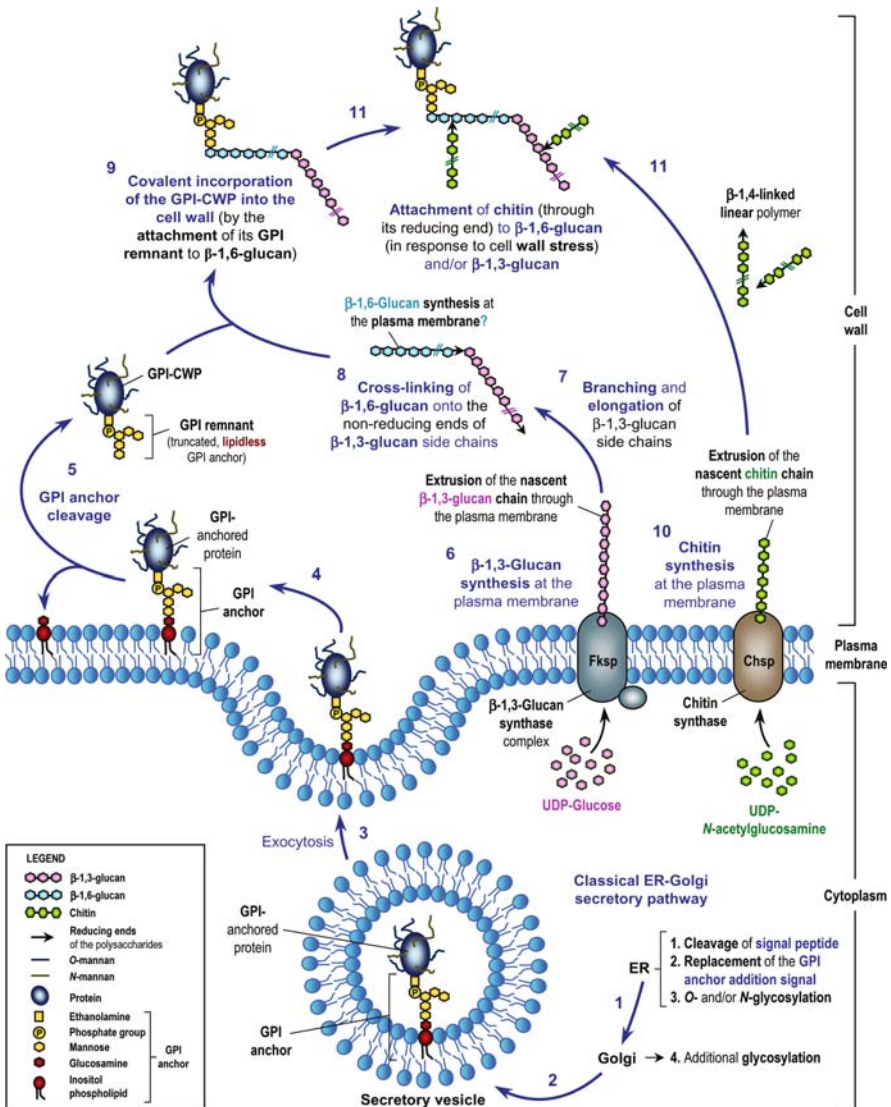 11
9
Covalent incorporation
of the GPI-CWP into the
cell wall (by the
attachment of its GPI
remnant to β-1,6-glucan)
P
P
Attachment of chitin (through
its reducing end) to β-1,6-glucan
(in response to cell wall stress)
and/or β-1,3-glucan
11
β-1,4-linked
linear polymer
Cell
wall
β-1,6-Glucan synthesis at
the plasma membrane?
8
Cross-linking of
β-1,6-glucan onto the
non-reducing ends of
β-1,3-glucan side chains
7
Branching and
elongation of
β-1,3-glucan
side chains
GPI-CWP
P
GPI remnant
(truncated, lipidless
GPI anchor)
5
GPI anchor
cleavage
Extrusion of the nascent
β-1,3-glucan chain through
the plasma membrane
Extrusion of the
nascent chitin chain
through the plasma
membrane
6
β-1,3-Glucan
synthesis at the
plasma membrane
10
Chitin
synthesis
at the plasma
membrane
GPI-
anchored
protein
P
GPI
anchor
4
P
Fksp
Chsp
Plasma
membrane
β-1,3-Glucan
synthase
complex
Chitin
synthase
UDP-Glucose
UDP-
N-acetylglucosamine
Exocytosis
3
GPI-
anchored
protein
P
GPI
anchor
Secretory vesicle
2
Classical ER-Golgi
secretory pathway
ER
1. Cleavage of signal peptide
2. Replacement of the GPI
anchor addition signal
3. O- and/or N-glycosylation
1
Golgi
4. Additional glycosylation
Cytoplasm
LEGEND
β-1,3-glucan
β-1,6-glucan
Chitin
Reducing ends
of the polysaccharides
O-mannan
N-mannan
Protein
Ethanolamine
P Phosphate group
Mannose
Glucosamine
Inositol
phospholipid
GPI
anchor